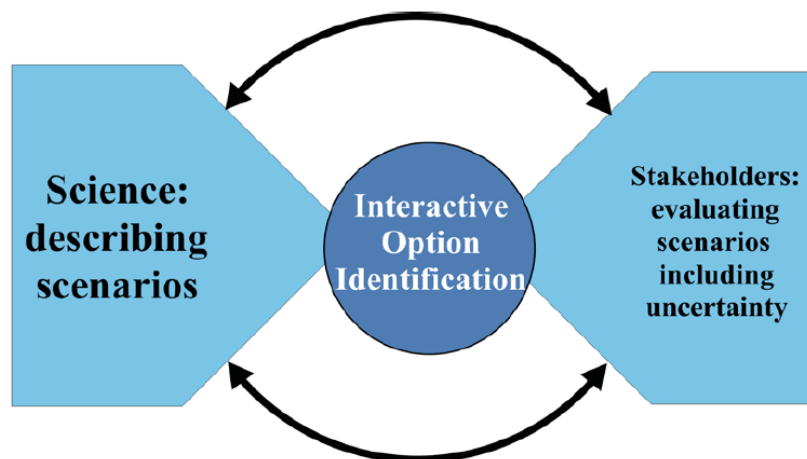 Science:
describing
scenarios
Interactive
Option
Identification
Stakeholders:
evaluating
scenarios
including
uncertainty